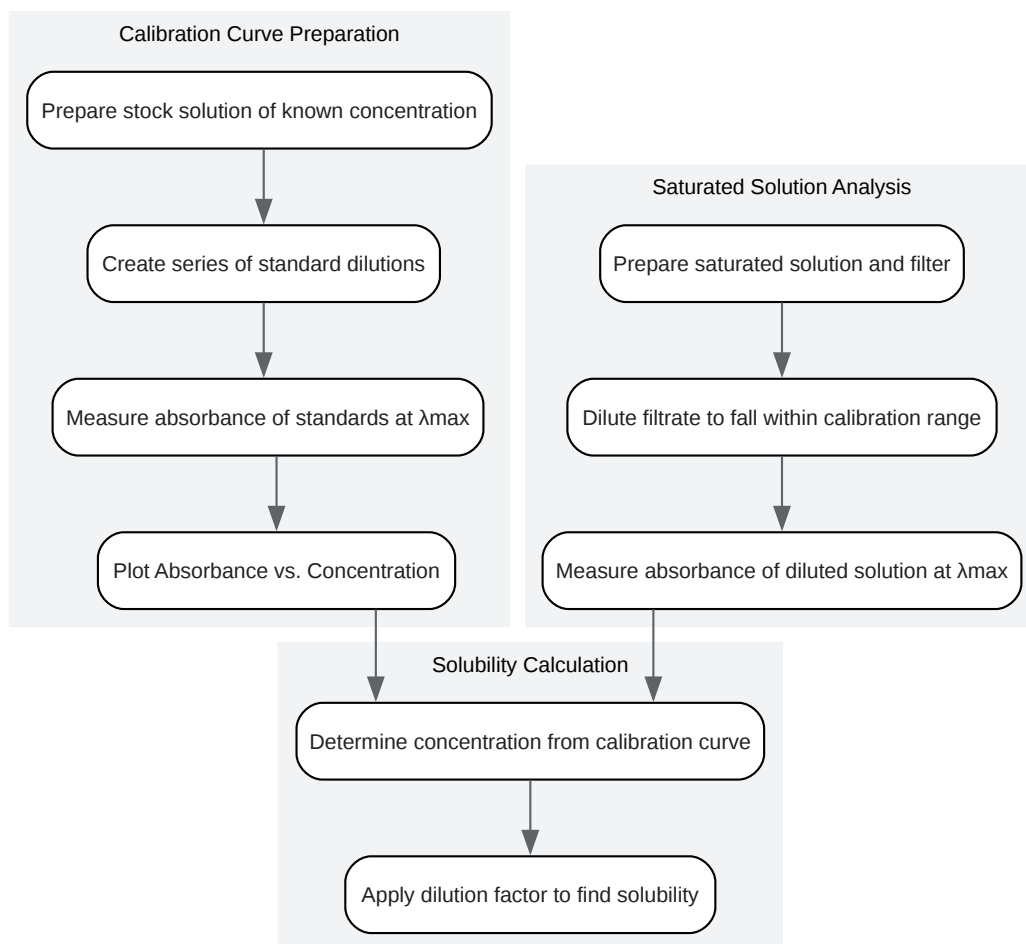 Calibration Curve Preparation
Prepare stock solution of known concentration
Create series of standard dilutions
Measure absorbance of standards at λmax
Plot Absorbance vs. Concentration
Saturated Solution Analysis
Prepare saturated solution and filter
Dilute filtrate to fall within calibration range
Measure absorbance of diluted solution at λmax
Solubility Calculation
Determine concentration from calibration curve
Apply dilution factor to find solubility